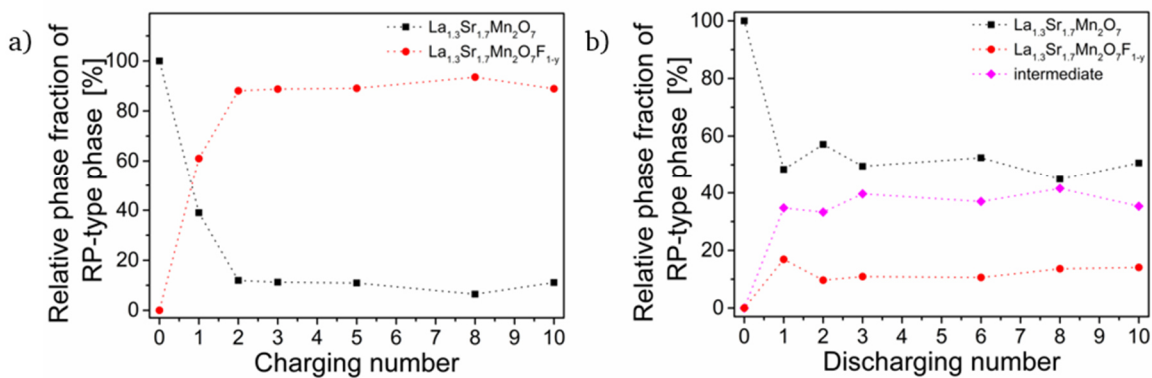 a)
Relative phase fraction of
RP-type phase [%]
100
80
60
40
20
0
La1.3Sr1.7Mn2O7
La1.3Sr1.7Mn2O7F1-y
0 1 2 3 4 5 6 7 8 9 10
Charging number
b)
Relative phase fraction of
RP-type phase [%]
100
80
60
40
20
0
La1.3Sr1.7Mn2O7
La1.3Sr1.7Mn2O7F1-y
intermediate
0 1 2 3 4 5 6 7 8 9 10
Discharging number